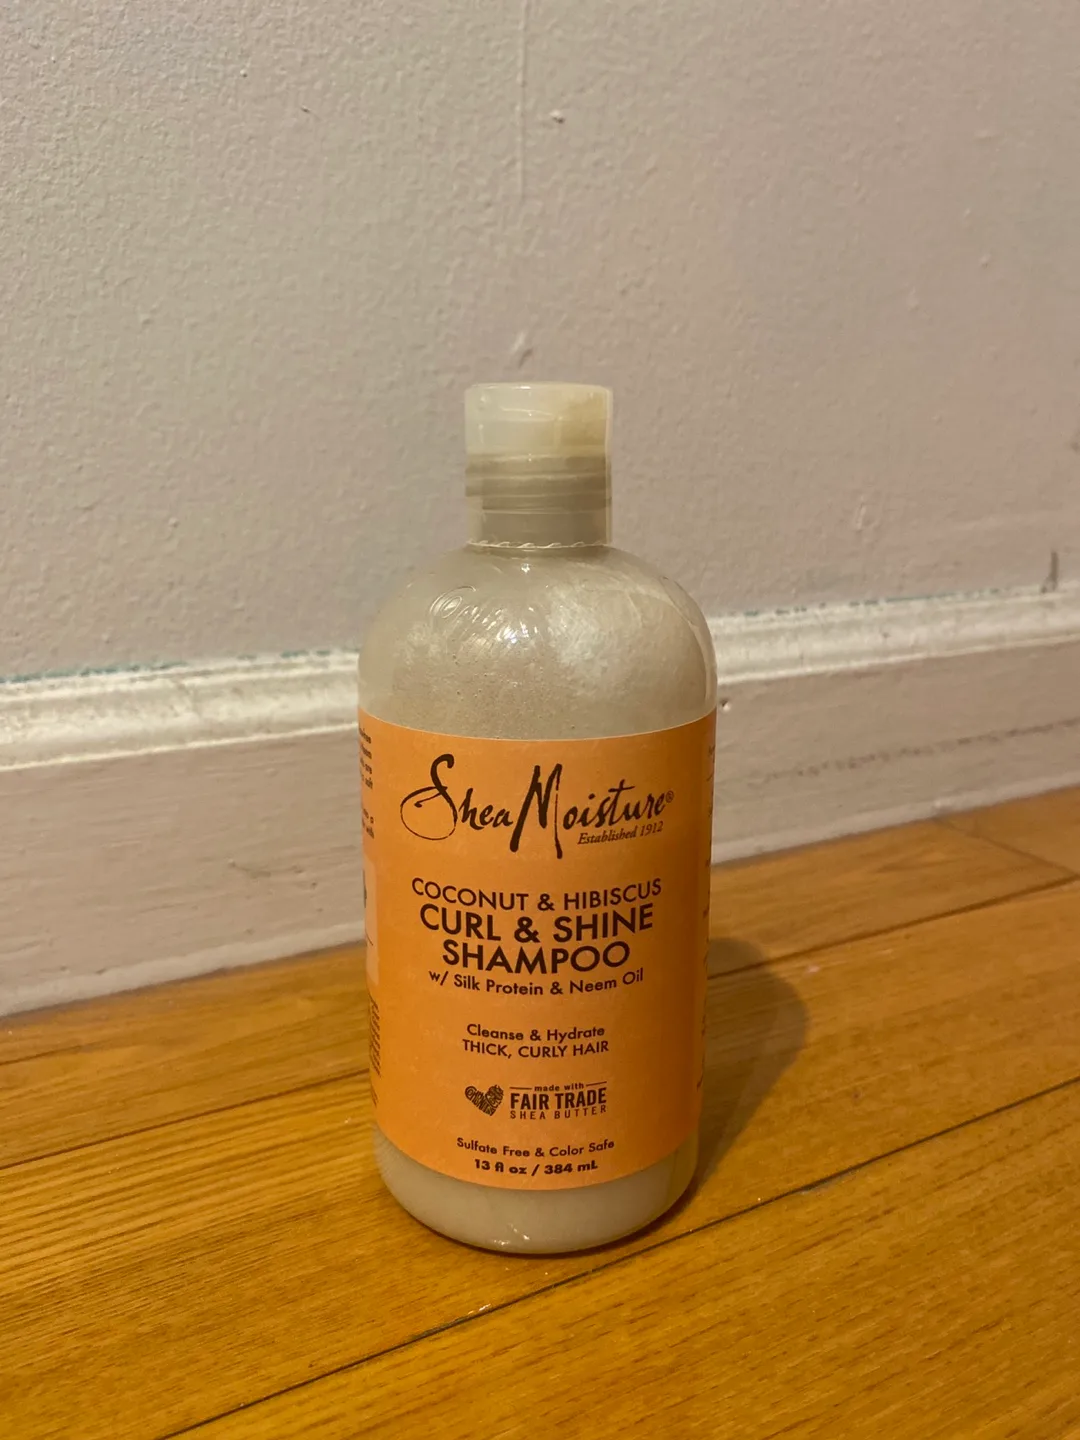 SheaMoisture®
Established 1912
COCONUT & HIBISCUS
CURL & SHINE
SHAMPOO
w/ Silk Protein & Neem Oil
Cleanse & Hydrate
THICK, CURLY HAIR
made with
FAIR TRADE
SHEA BUTTER
Sulfate Free & Color Safe
13 fl oz / 384 mL